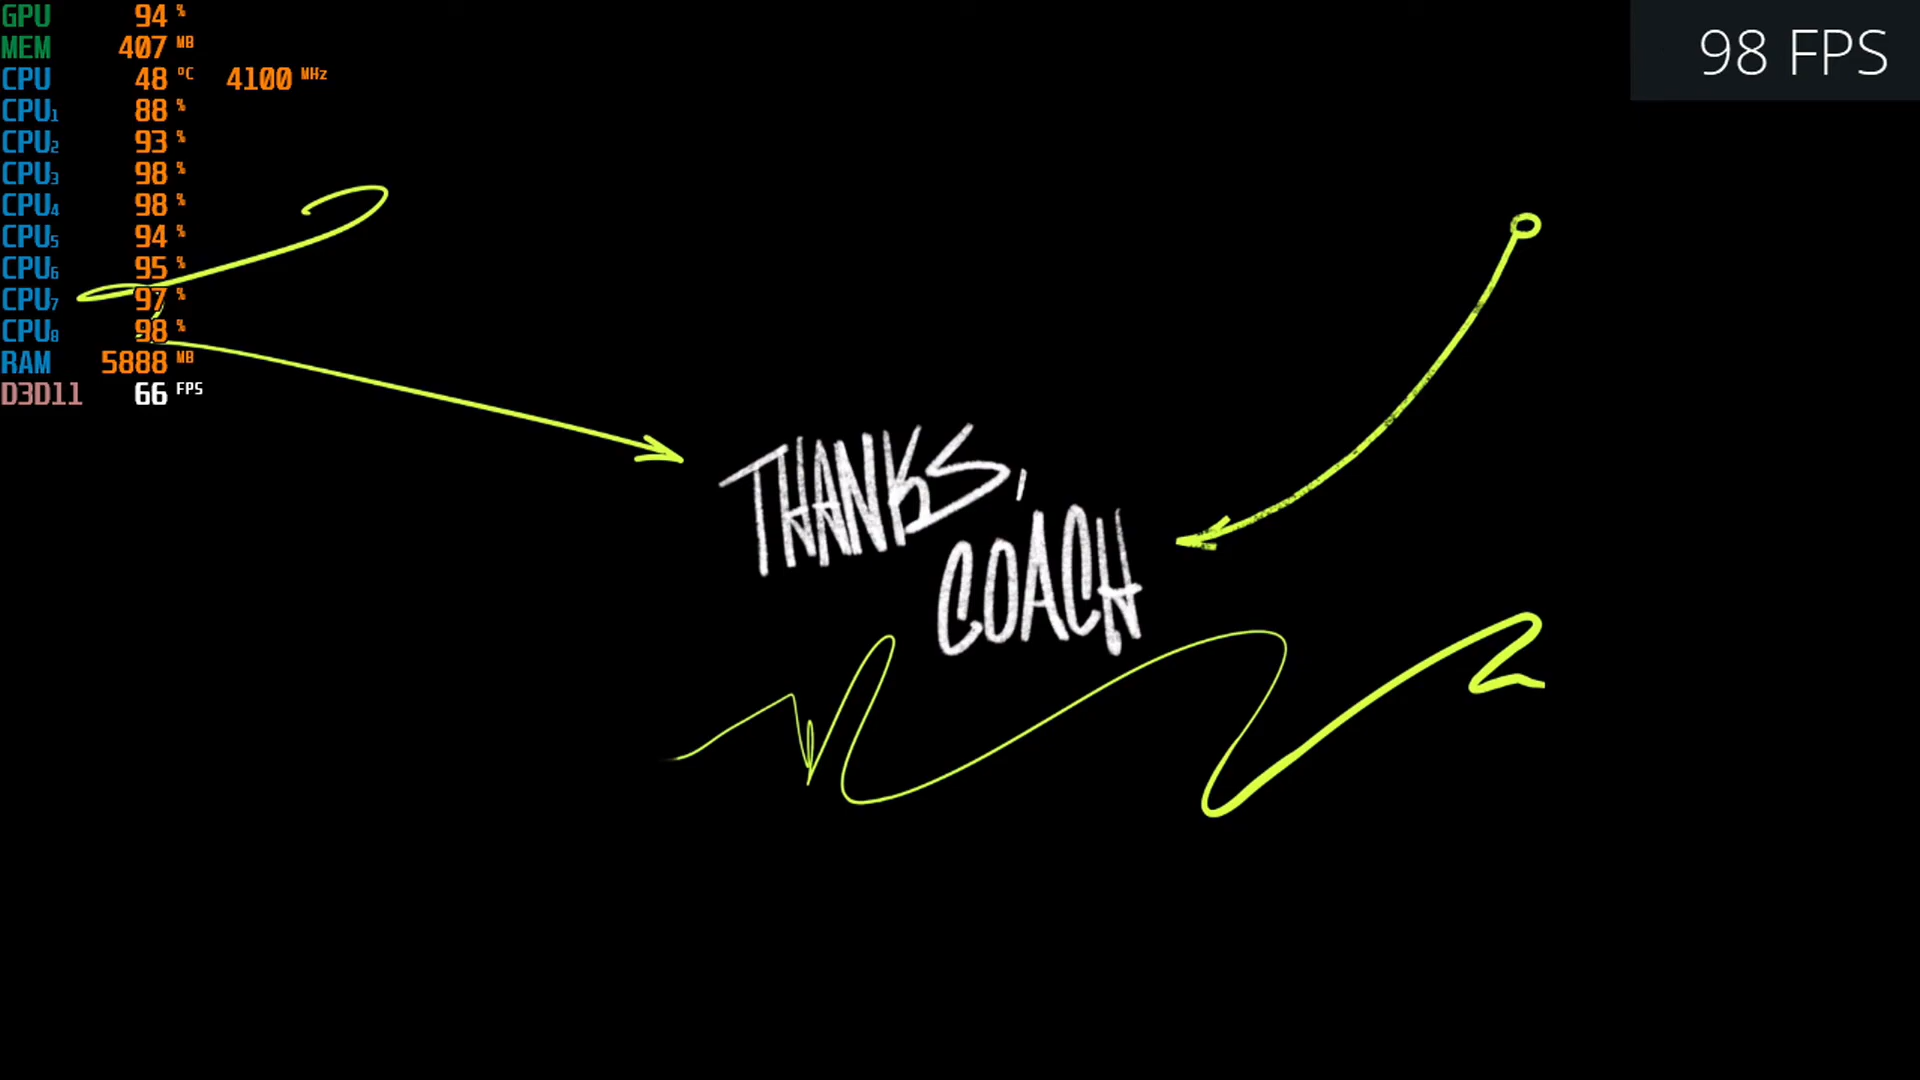 GPU 94 %
MEM 407 MB
CPU 48 °C 4100 MHz
CPU1 88 %
CPU2 93 %
CPU3 98 %
CPU4 98 %
CPU5 94 %
CPU6 95 %
CPU7 97 %
CPU8 98 %
RAM 5888 MB
D3D11 66 FPS
98 FPS
THANKS,
COACH